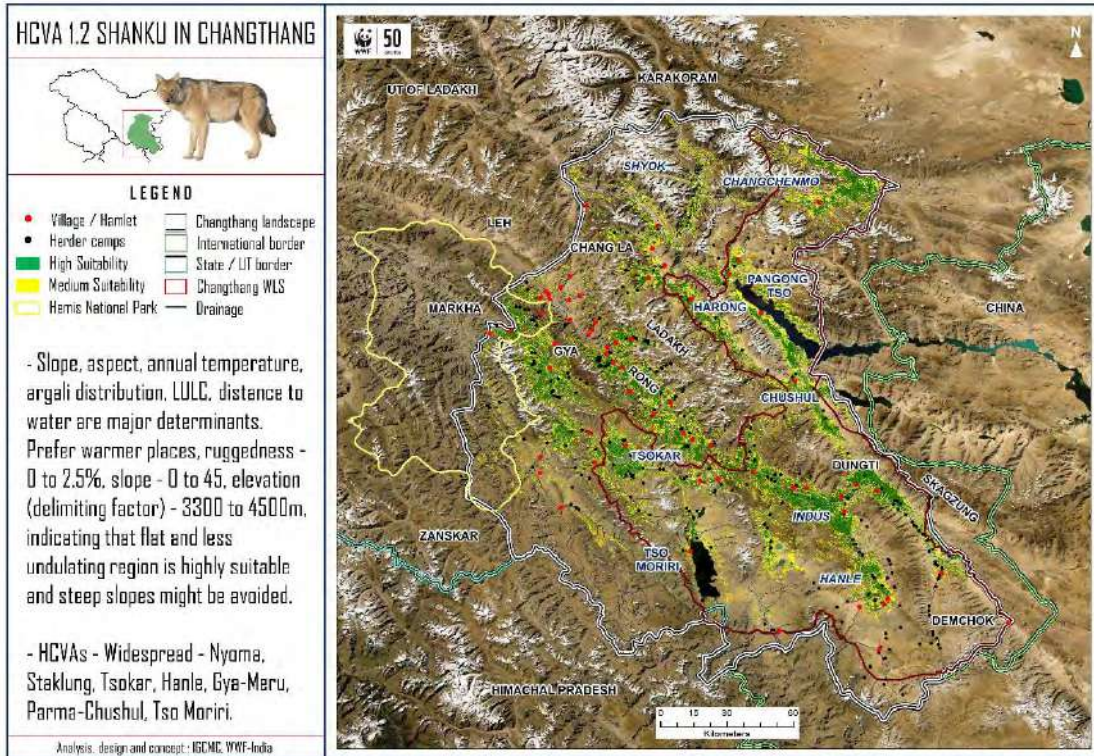 HCVA 1.2 SHANKU IN CHANGTHANG
LEGEND
Village / Hamlet
Herder camps
High Suitability
Medium Suitability
Hemis National Park
Changthang landscape
International border
State / UT border
Changthang WLS
Drainage
- Slope, aspect, annual temperature,
argali distribution, LULC, distance to
water are major determinants.
Prefer warmer places, ruggedness -
0 to 2.5%, slope - 0 to 45, elevation
(delimiting factor) - 3300 to 4500m,
indicating that flat and less
undulating region is highly suitable
and steep slopes might be avoided.
- HCVAs - Widespread - Nyoma,
Staklung, Tsokar, Hanle, Gya-Meru,
Parma-Chushul, Tso Moriri.
Analysis, design and concept : IGCMC, WWF-India
WWF
50
N
KARAKORAM
UT OF LADAKH
SHYOK
CHANGCHENMO
LEH
CHANG LA
PANGONG
TSO
CHINA
MARKHA
HARONG
LADAKH
GYA
RONG
CHUSHUL
TSOKAR
DUNGTI
SKAGZUNG
INDUS
ZANSKAR
TSO
MORIRI
HANLE
DEMCHOK
HIMACHAL PRADESH
0 15 30 60
Kilometers